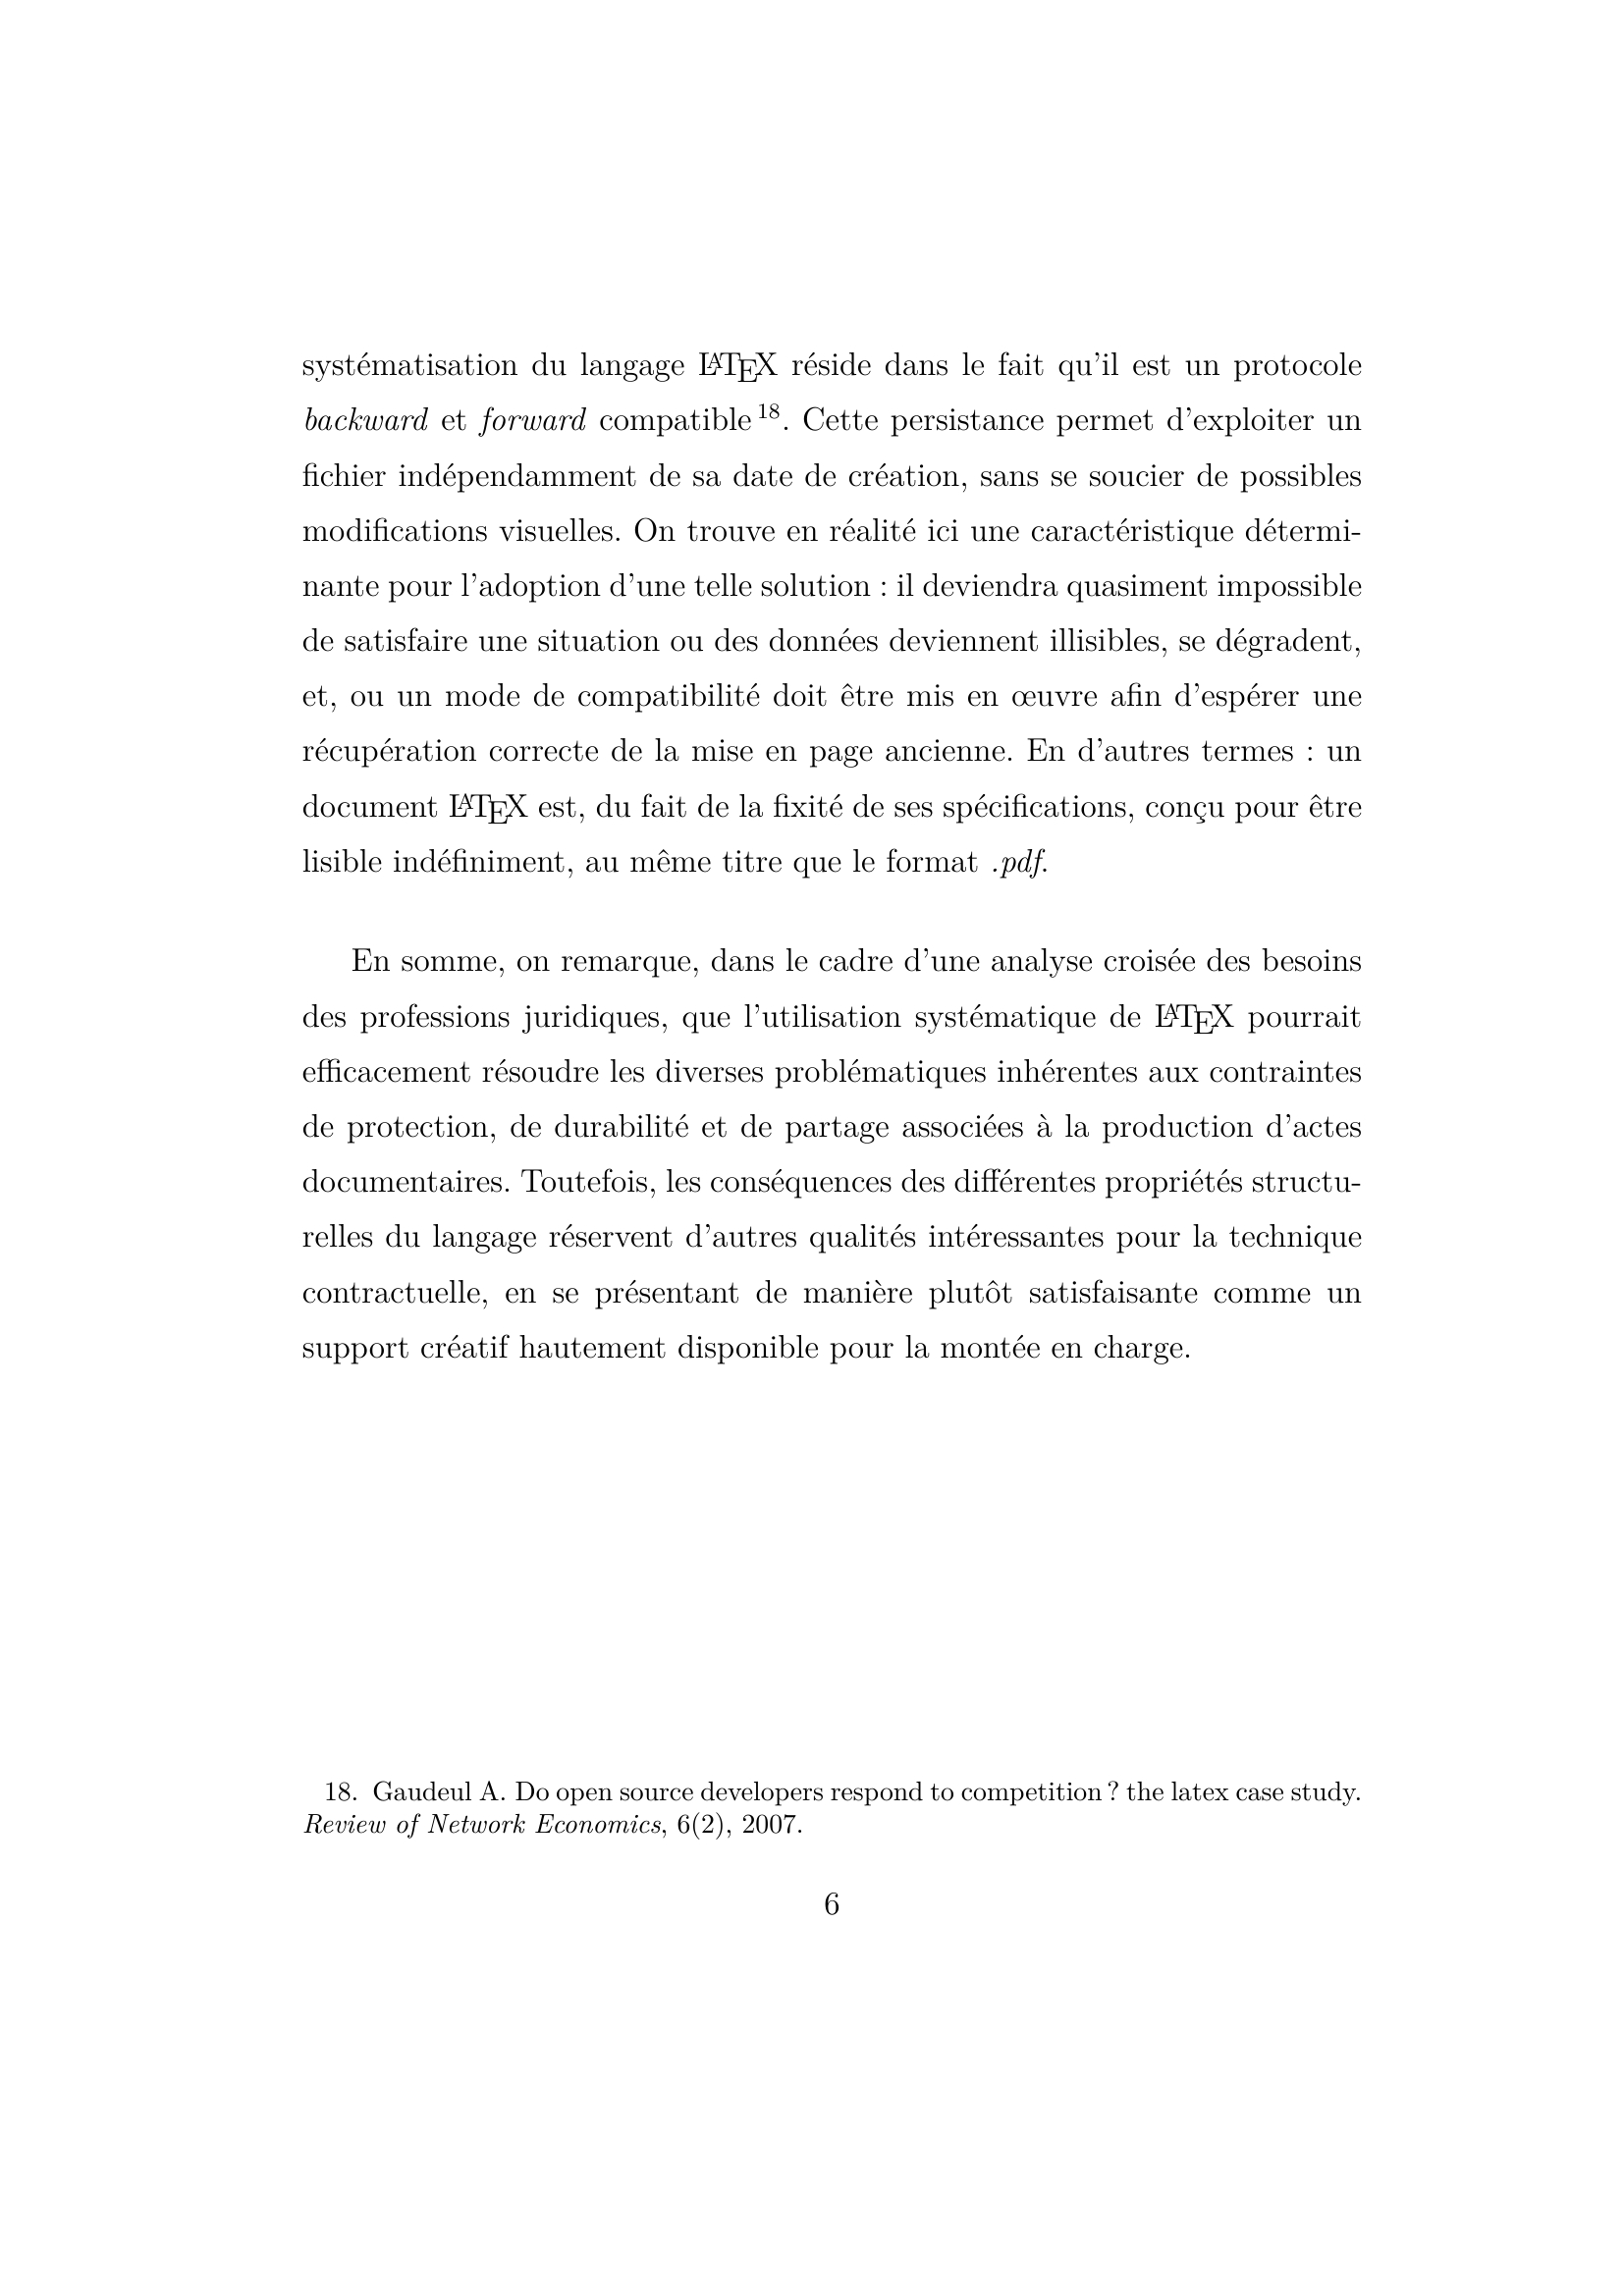 systématisation du langage LATEX réside dans le fait qu'il est un protocole
backward et forward compatible 18. Cette persistance permet d'exploiter un
fichier indépendamment de sa date de création, sans se soucier de possibles
modifications visuelles. On trouve en réalité ici une caractéristique détermi-
nante pour l'adoption d'une telle solution : il deviendra quasiment impossible
de satisfaire une situation ou des données deviennent illisibles, se dégradent,
et, ou un mode de compatibilité doit être mis en œuvre afin d'espérer une
récupération correcte de la mise en page ancienne. En d'autres termes : un
document LATEX est, du fait de la fixité de ses spécifications, conçu pour être
lisible indéfiniment, au même titre que le format .pdf.
En somme, on remarque, dans le cadre d'une analyse croisée des besoins
des professions juridiques, que l'utilisation systématique de LATEX pourrait
efficacement résoudre les diverses problématiques inhérentes aux contraintes
de protection, de durabilité et de partage associées à la production d'actes
documentaires. Toutefois, les conséquences des différentes propriétés structu-
relles du langage réservent d'autres qualités intéressantes pour la technique
contractuelle, en se présentant de manière plutôt satisfaisante comme un
support créatif hautement disponible pour la montée en charge.
18. Gaudeul A. Do open source developers respond to competition ? the latex case study.
Review of Network Economics, 6(2), 2007.
6